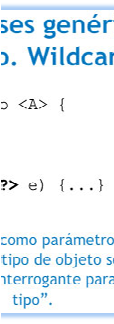 ses genér
o. Wildcar
o <A> {
?> e) {...}
como parámetro
tipo de objeto s
nterrogante para
tipo”.